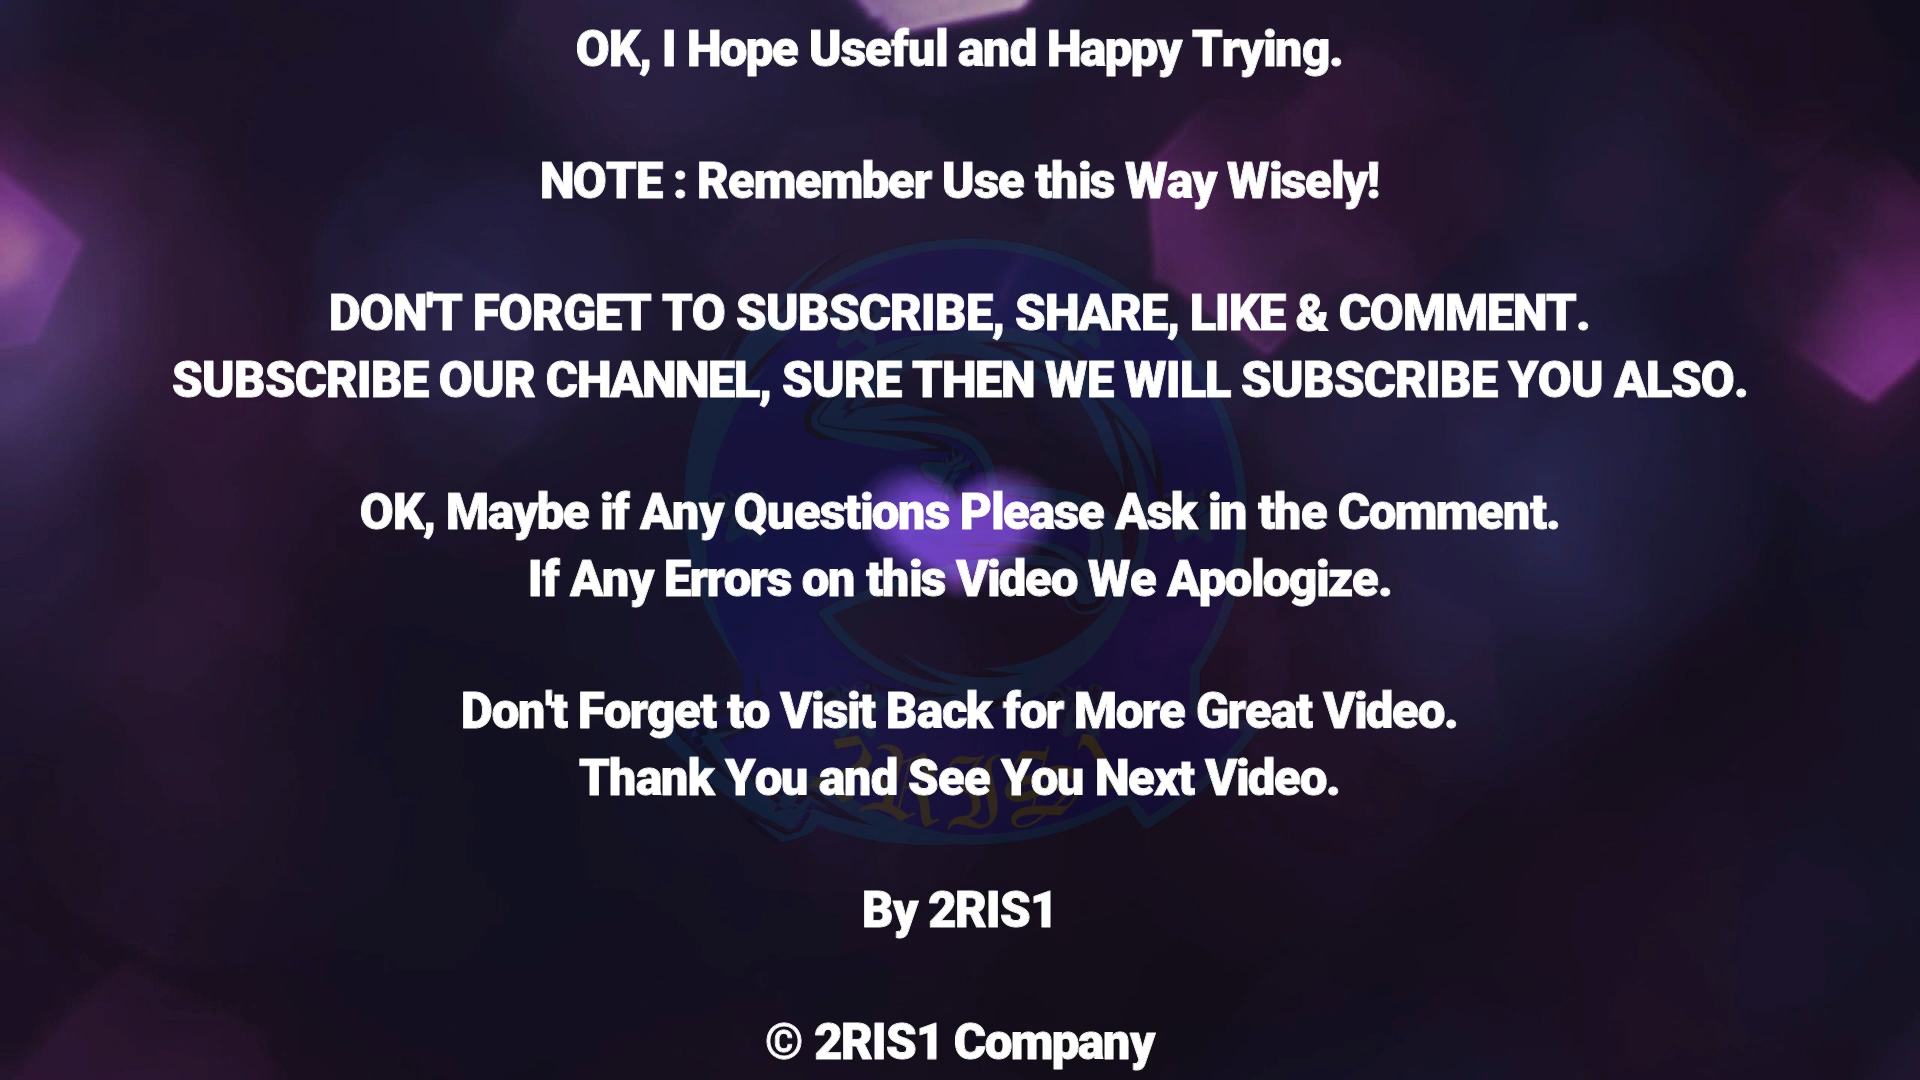 OK, I Hope Useful and Happy Trying.
NOTE : Remember Use this Way Wisely!
DON'T FORGET TO SUBSCRIBE, SHARE, LIKE & COMMENT.
SUBSCRIBE OUR CHANNEL, SURE THEN WE WILL SUBSCRIBE YOU ALSO.
OK, Maybe if Any Questions Please Ask in the Comment.
If Any Errors on this Video We Apologize.
Don't Forget to Visit Back for More Great Video.
Thank You and See You Next Video.
2RIS1
By 2RIS1
© 2RIS1 Company